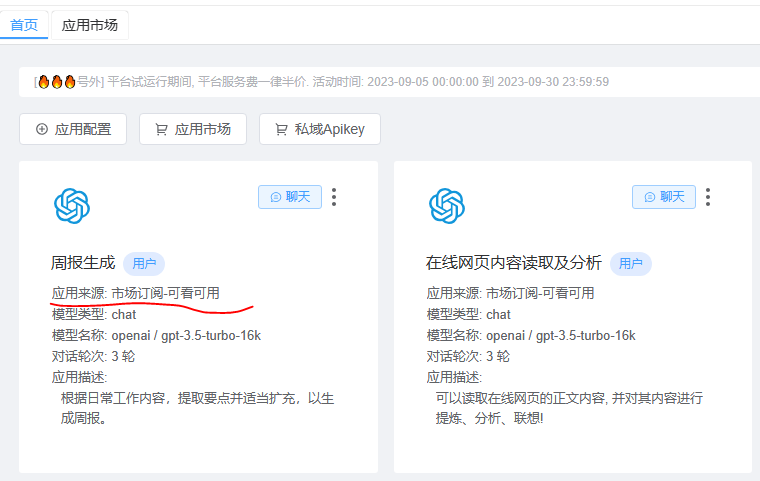 首页 应用市场
[🔥🔥🔥号外] 平台试运行期间, 平台服务费一律半价. 活动时间: 2023-09-05 00:00:00 到 2023-09-30 23:59:59
应用配置 应用市场 私域Apikey
聊天
周报生成 用户
应用来源: 市场订阅-可看可用
模型类型: chat
模型名称: openai / gpt-3.5-turbo-16k
对话轮次: 3 轮
应用描述:
根据日常工作内容，提取要点并适当扩充，以生
成周报。
聊天
在线网页内容读取及分析 用户
应用来源: 市场订阅-可看可用
模型类型: chat
模型名称: openai / gpt-3.5-turbo-16k
对话轮次: 3 轮
应用描述:
可以读取在线网页的正文内容, 并对其内容进行
提炼、分析、联想!